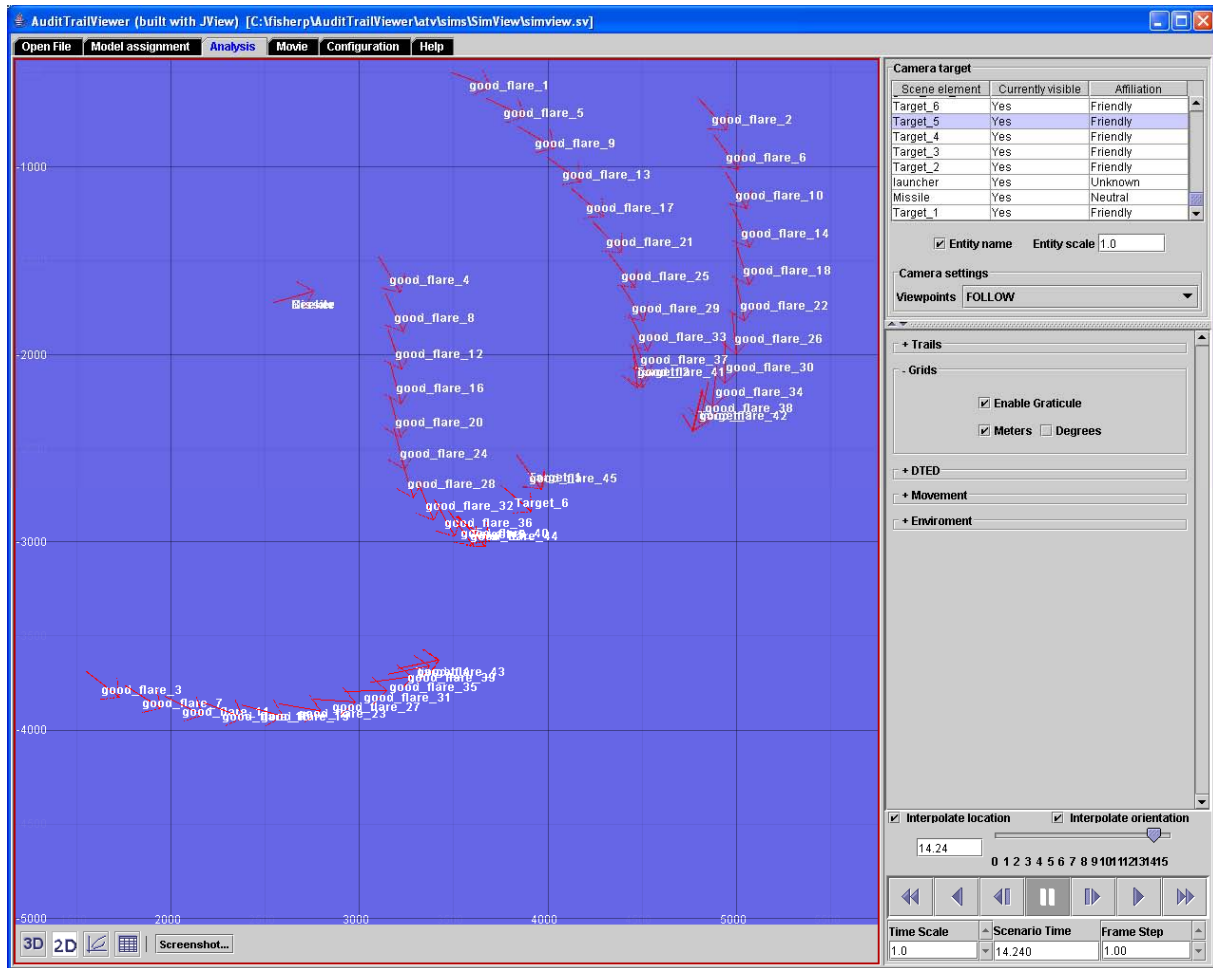 AuditTrailViewer (built with JView) [C:\fisherp\AuditTrailViewer\atv\sims\SimView\simview.sv]
Open File Model assignment Analysis Movie Configuration Help
good_flare_1
good_flare_5
good_flare_2
good_flare_9
good_flare_6
-1000
good_flare_13
good_flare_10
good_flare_17
good_flare_14
good_flare_21
good_flare_18
good_flare_25
good_flare_4
good_flare_22
good_flare_29
good_flare_8
good_flare_33
good_flare_26
-2000
good_flare_12
good_flare_37
good_flare_30
good_flare_41
good_flare_16
good_flare_34
good_flare_38
good_flare_42
good_flare_20
good_flare_24
good_flare_45
good_flare_28
Target_6
good_flare_32
good_flare_36
-3000
good_flare_44
good_flare_43
good_flare_39
good_flare_35
good_flare_3
good_flare_31
good_flare_7
good_flare_27
good_flare_23
-4000
-5000
2000 3000 4000 5000
3D 2D Screenshot...
Camera target
Scene element Currently visible Affiliation
Target_6 Yes Friendly
Target_5 Yes Friendly
Target_4 Yes Friendly
Target_3 Yes Friendly
Target_2 Yes Friendly
launcher Yes Unknown
Missile Yes Neutral
Target_1 Yes Friendly
Entity name Entity scale 1.0
Camera settings
Viewpoints FOLLOW
+ Trails
- Grids
Enable Graticule
Meters Degrees
+ DTED
+ Movement
+ Enviroment
Interpolate location Interpolate orientation
14.24
0 1 2 3 4 5 6 7 8 9 10 11 12 13 14 15
Time Scale Scenario Time Frame Step
1.0 14.240 1.00